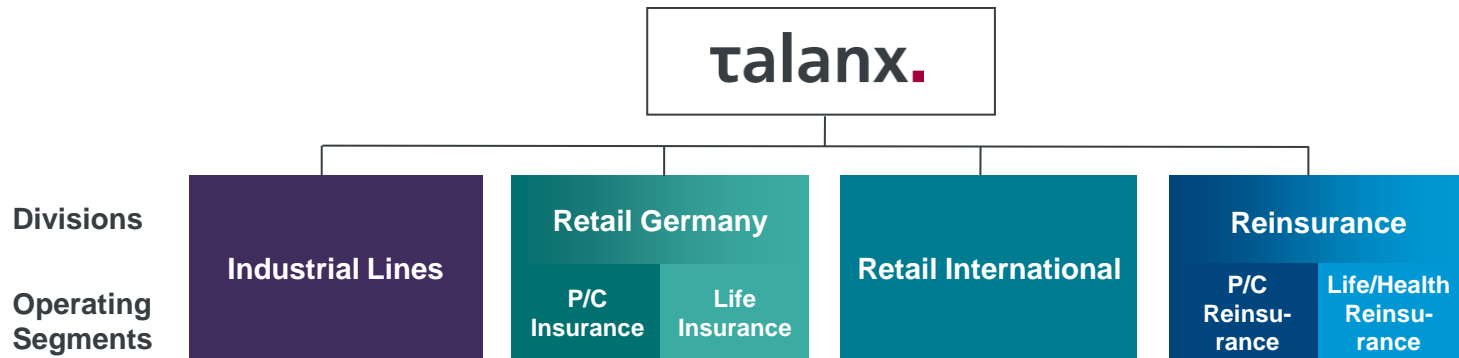 τalanx.
Divisions
Operating
Segments
Industrial Lines
Retail Germany
P/C
Insurance
Life
Insurance
Retail International
Reinsurance
P/C
Reinsu-
rance
Life/Health
Reinsu-
rance